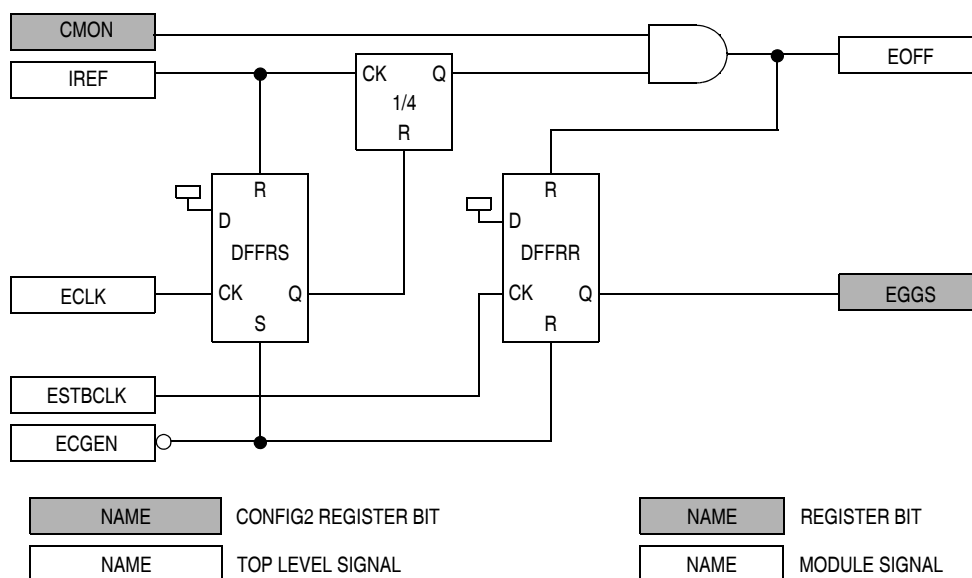 CMON
EOFF
IREF
CK Q
1/4
R
R
D
DFFRS
CK Q
S
R
D
DFFRR
CK Q
R
ECLK
EGGS
ESTBCLK
ECGEN
NAME CONFIG2 REGISTER BIT
NAME REGISTER BIT
NAME TOP LEVEL SIGNAL
NAME MODULE SIGNAL